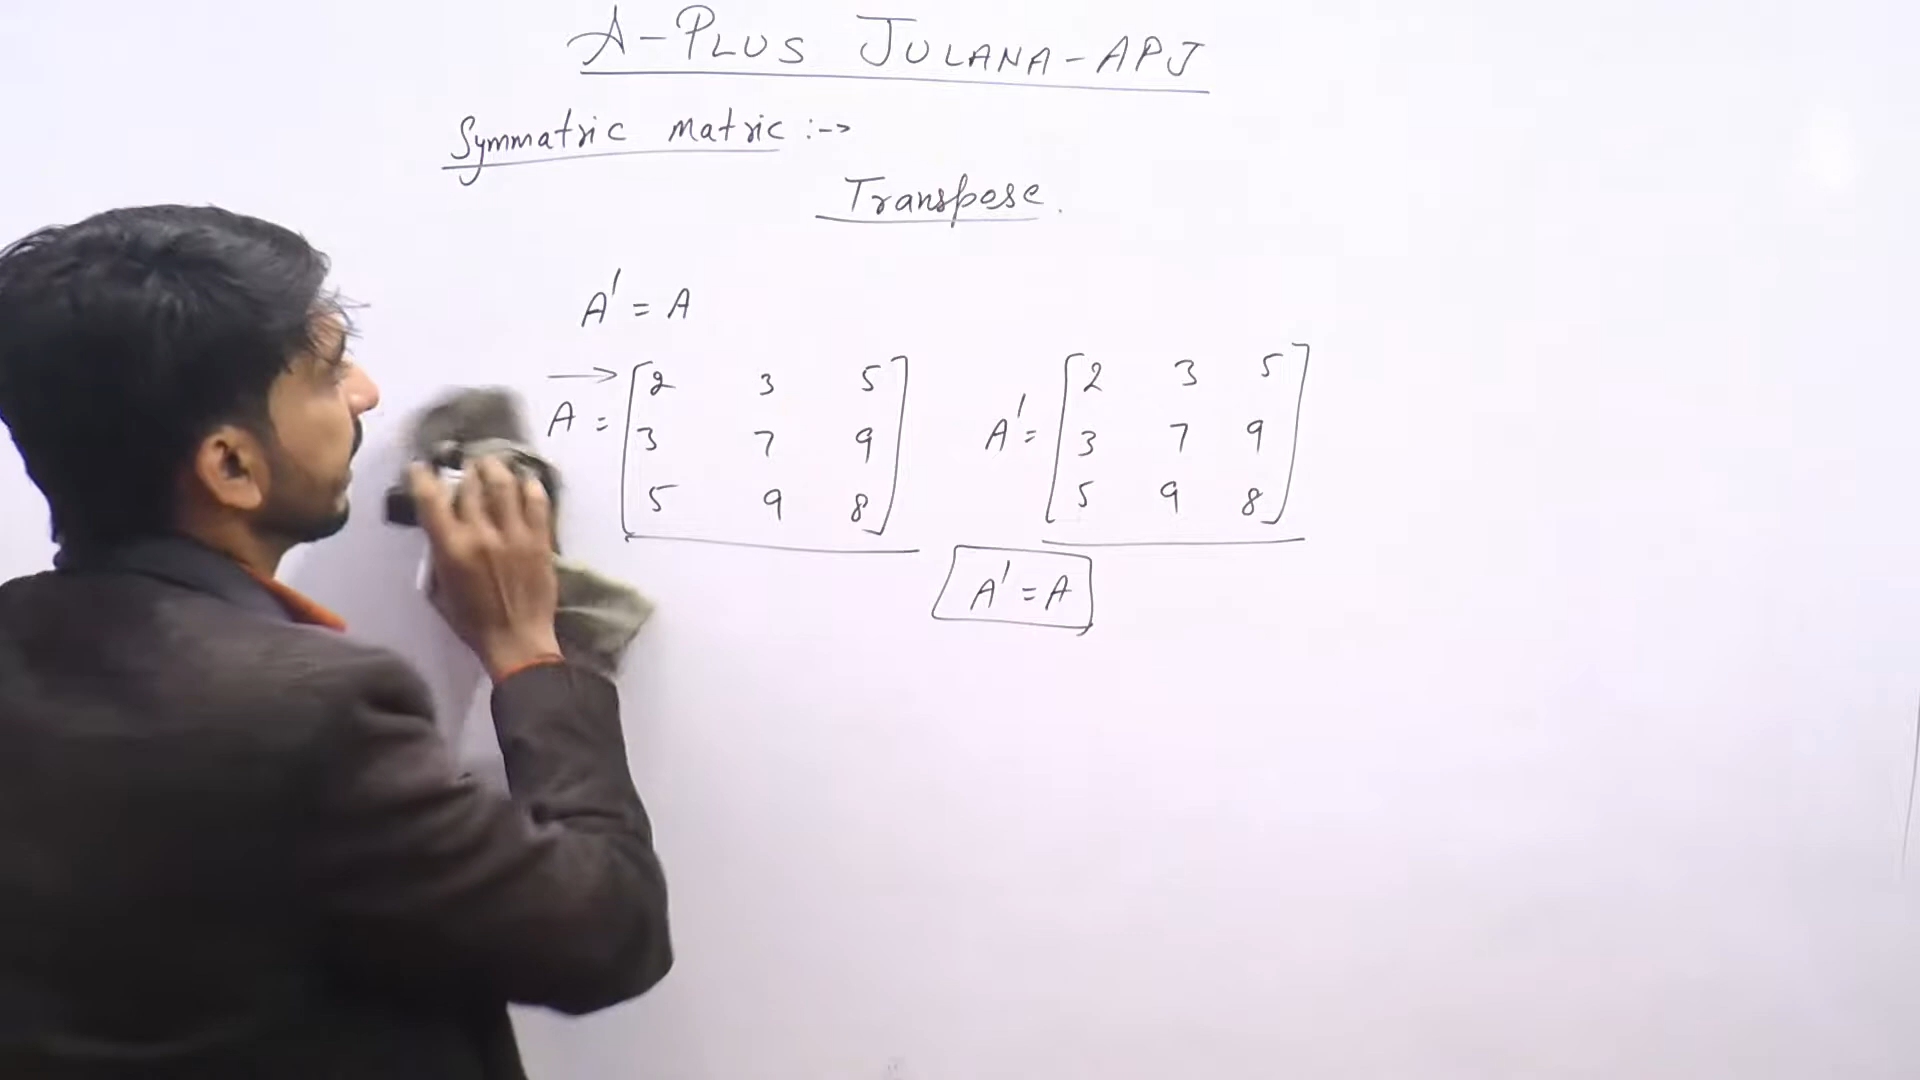 A-PLUS JULANA-APJ
Symmatric matric :->
Transpose.
A' = A
A = [2 3 5
3 7 9
5 9 8]
A' = [2 3 5
3 7 9
5 9 8]
A' = A